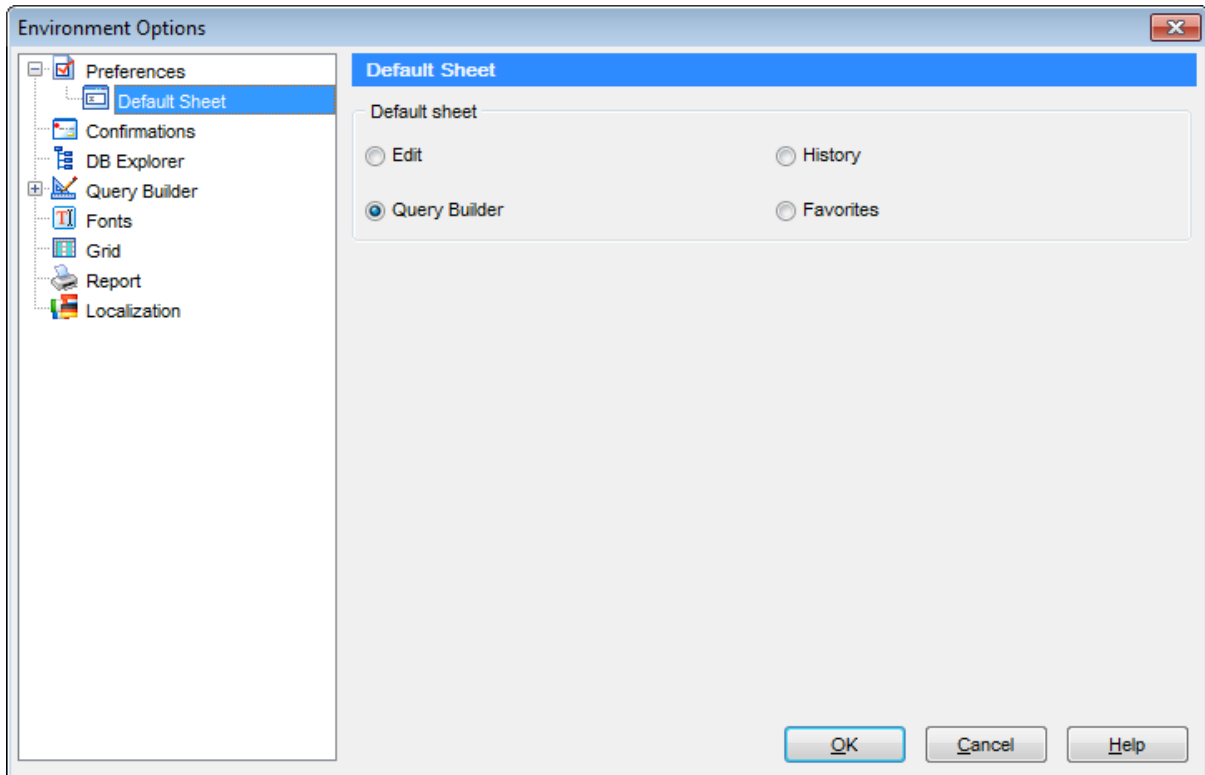 Environment Options
Preferences
Default Sheet
Confirmations
DB Explorer
Query Builder
Fonts
Grid
Report
Localization
Default Sheet
Default sheet
Edit
History
Query Builder
Favorites
OK
Cancel
Help